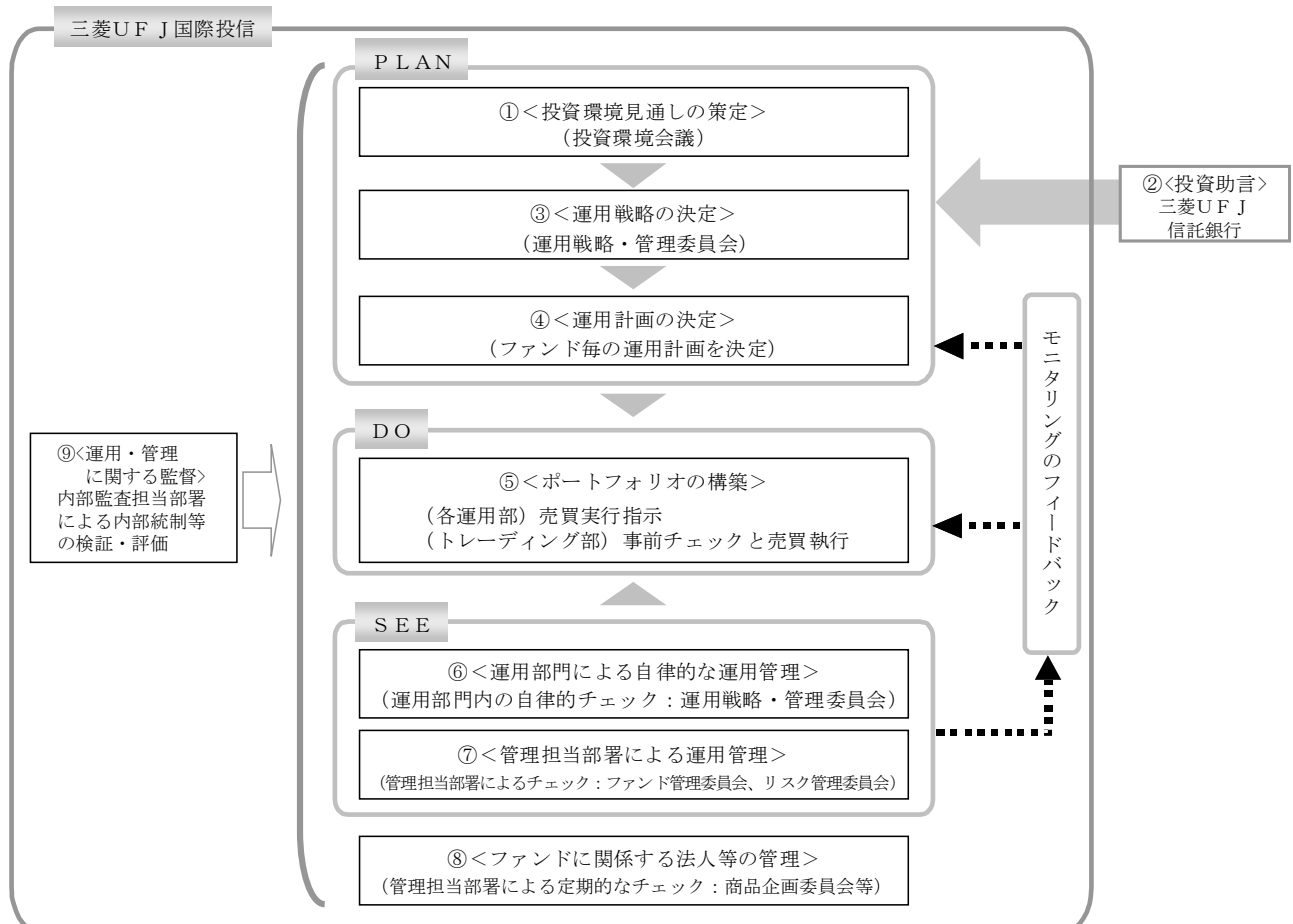 三菱ＵＦＪ国際投信
ＰＬＡＮ
①＜投資環境見通しの策定＞
（投資環境会議）
②<投資助言>
三菱ＵＦＪ
信託銀行
③＜運用戦略の決定＞
（運用戦略・管理委員会）
④＜運用計画の決定＞
（ファンド毎の運用計画を決定）
モニタリングのフィードバック
ＤＯ
⑤＜ポートフォリオの構築＞
（各運用部）売買実行指示
（トレーディング部）事前チェックと売買執行
⑨<運用・管理
に関する監督>
内部監査担当部署
による内部統制等
の検証・評価
ＳＥＥ
⑥＜運用部門による自律的な運用管理＞
（運用部門内の自律的チェック：運用戦略・管理委員会）
⑦＜管理担当部署による運用管理＞
（管理担当部署によるチェック：ファンド管理委員会、リスク管理委員会）
⑧＜ファンドに関係する法人等の管理＞
（管理担当部署による定期的なチェック：商品企画委員会等）